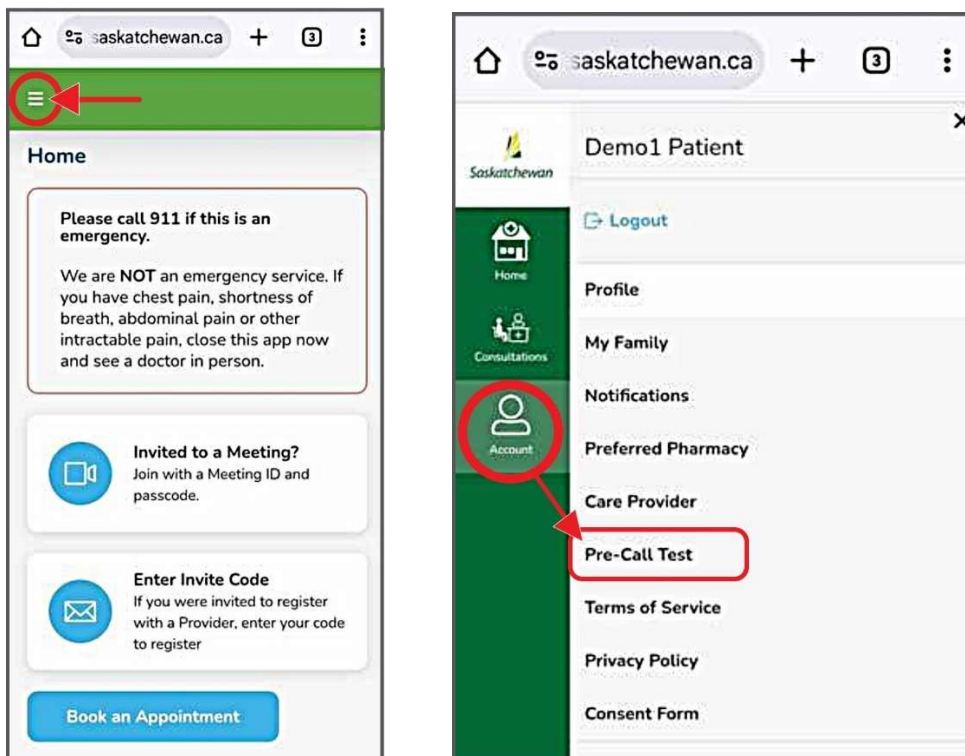 saskatchewan.ca
3
Home
Please call 911 if this is an
emergency.
We are NOT an emergency service. If
you have chest pain, shortness of
breath, abdominal pain or other
intractable pain, close this app now
and see a doctor in person.
Invited to a Meeting?
Join with a Meeting ID and
passcode.
Enter Invite Code
If you were invited to register
with a Provider, enter your code
to register
Book an Appointment
saskatchewan.ca
3
Saskatchewan
Home
Consultations
Account
Demo1 Patient
Logout
Profile
My Family
Notifications
Preferred Pharmacy
Care Provider
Pre-Call Test
Terms of Service
Privacy Policy
Consent Form